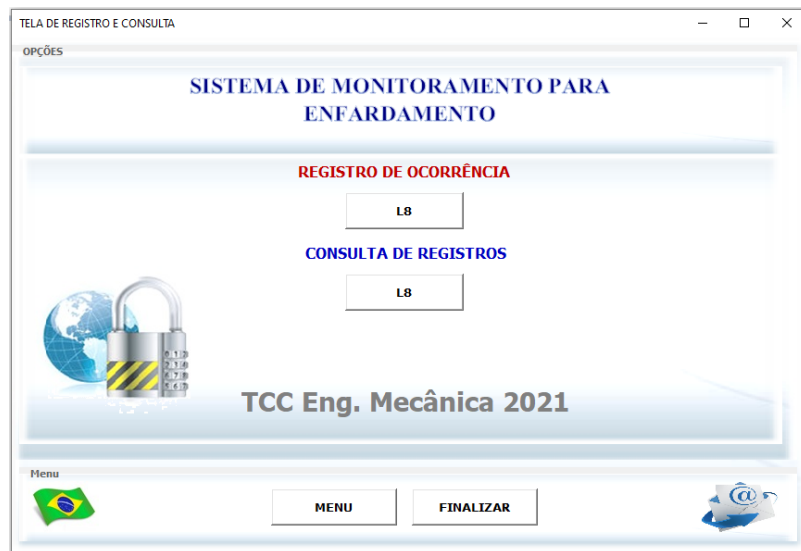 TELA DE REGISTRO E CONSULTA
OPÇÕES
SISTEMA DE MONITORAMENTO PARA
ENFARDAMENTO
REGISTRO DE OCORRÊNCIA
L8
CONSULTA DE REGISTROS
L8
TCC Eng. Mecânica 2021
Menu
MENU FINALIZAR
@